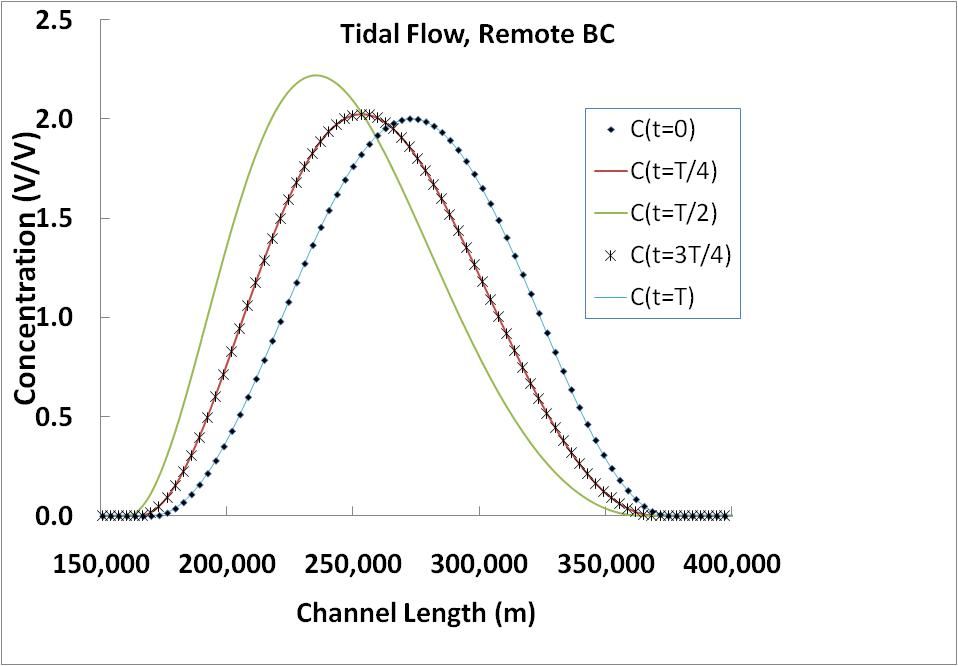 Tidal Flow, Remote BC
Concentration (V/V)
2.5
2.0
1.5
1.0
0.5
0.0
150,000 200,000 250,000 300,000 350,000 400,000
Channel Length (m)
C(t=0)
C(t=T/4)
C(t=T/2)
C(t=3T/4)
C(t=T)